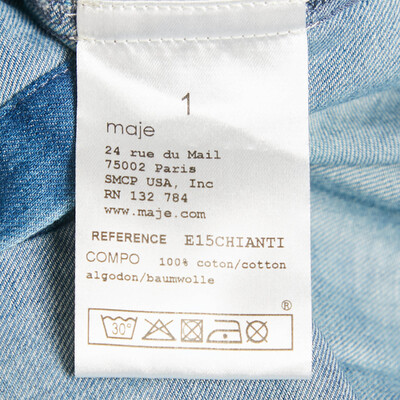 1
maje
24 rue du Mail
75002 Paris
SMCP USA, Inc
RN 132 784
www.maje.com
REFERENCE E15CHIANTI
COMPO 100% coton/cotton
algodon/baumwolle
®
30°